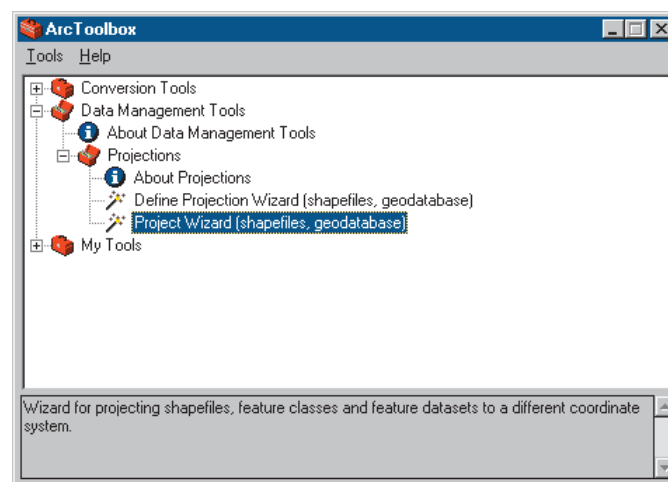 ArcToolbox
Tools Help
Conversion Tools
Data Management Tools
About Data Management Tools
Projections
About Projections
Define Projection Wizard (shapefiles, geodatabase)
Project Wizard (shapefiles, geodatabase)
My Tools
Wizard for projecting shapefiles, feature classes and feature datasets to a different coordinate
system.